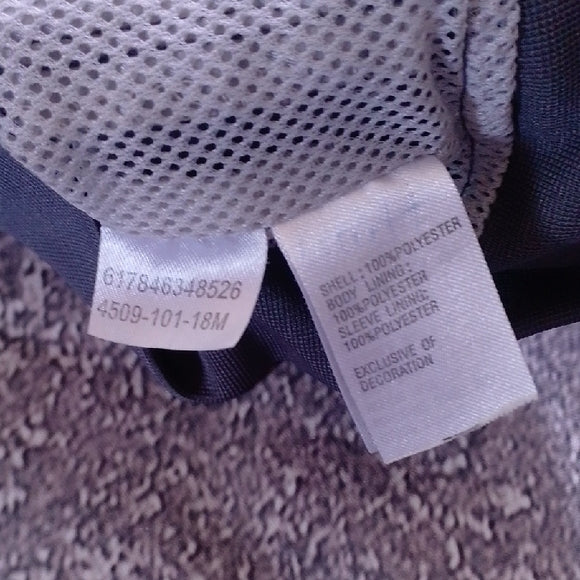 617846348526
4509-101-18M
SHELL: 100%POLYESTER
BODY LINING:
100%POLYESTER
SLEEVE LINING:
100%POLYESTER
EXCLUSIVE OF
DECORATION